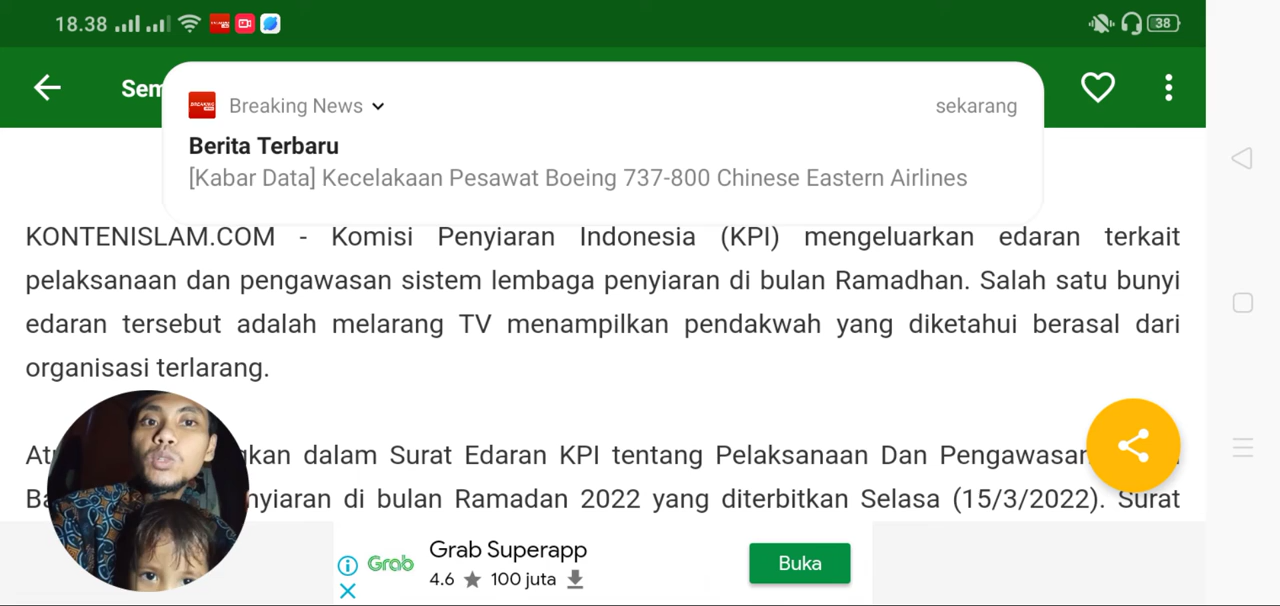 18.38
38
Sem
Breaking News
sekarang
Berita Terbaru
[Kabar Data] Kecelakaan Pesawat Boeing 737-800 Chinese Eastern Airlines
KONTENISLAM.COM - Komisi Penyiaran Indonesia (KPI) mengeluarkan edaran terkait
pelaksanaan dan pengawasan sistem lembaga penyiaran di bulan Ramadhan. Salah satu bunyi
edaran tersebut adalah melarang TV menampilkan pendakwah yang diketahui berasal dari
organisasi terlarang.
gkan dalam Surat Edaran KPI tentang Pelaksanaan Dan Pengawasan
nyiaran di bulan Ramadan 2022 yang diterbitkan Selasa (15/3/2022). Surat
Grab
Grab Superapp
4.6 ★ 100 juta
Buka